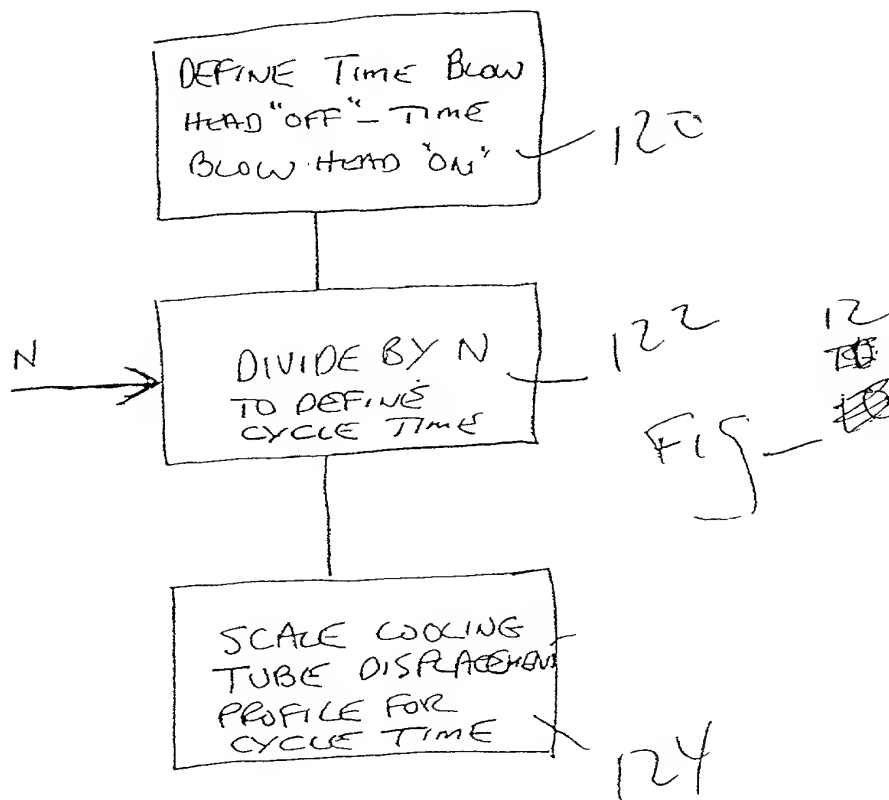 DEFINE TIME BLOW
HEAD "OFF" - TIME
BLOW HEAD "ON"
120
N
DIVIDE BY N
TO DEFINE
CYCLE TIME
122
12
Fig
SCALE COOLING
TUBE DISPLACEMENT
PROFILE FOR
CYCLE TIME
124